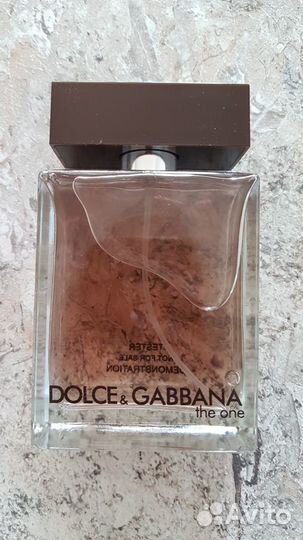 TESTER
NOT FOR SALE
DEMONSTRATION
DOLCE & GABBANA
the one
Avito